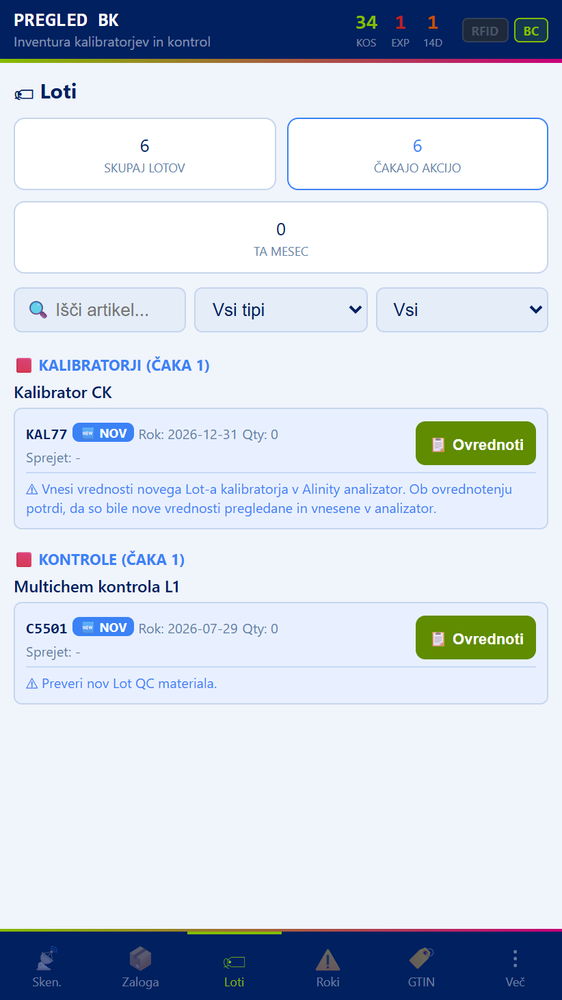 PREGLED BK
Inventura kalibratorjev in kontrol
34 1 1
KOS EXP 14D
RFID BC
Loti
6
SKUPAJ LOTOV
6
ČAKAJO AKCIJO
0
TA MESEC
Išči artikel...
Vsi tipi
Vsi
KALIBRATORJI (ČAKA 1)
Kalibrator CK
KAL77 NEW NOV Rok: 2026-12-31 Qty: 0
Sprejet: -
Ovrednoti
⚠ Vnesi vrednosti novega Lot-a kalibratorja v Alinity analizator. Ob ovrednotenju
potrdi, da so bile nove vrednosti pregledane in vnesene v analizator.
KONTROLE (ČAKA 1)
Multichem kontrola L1
C5501 NEW NOV Rok: 2026-07-29 Qty: 0
Sprejet: -
Ovrednoti
⚠ Preveri nov Lot QC materiala.
Sken. Zaloga Loti Roki GTIN Več